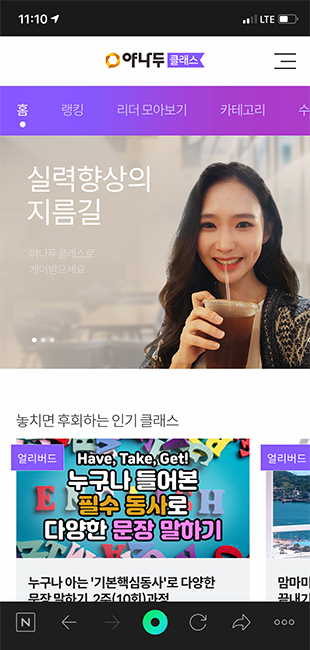 11:10 LTE
야나두 클래스
홈 랭킹 리더 모아보기 카테고리 수
실력향상의
지름길
야나두클래스로
케어받으세요
놓치면 후회하는 인기 클래스
얼리버드
Have, Take, Get!
누구나 들어본
필수 동사로
다양한 문장 말하기
누구나 아는 '기본핵심동사'로 다양한
문장 말하기, 2주(10회)과정
얼리버드
맘마미
끝내기
N